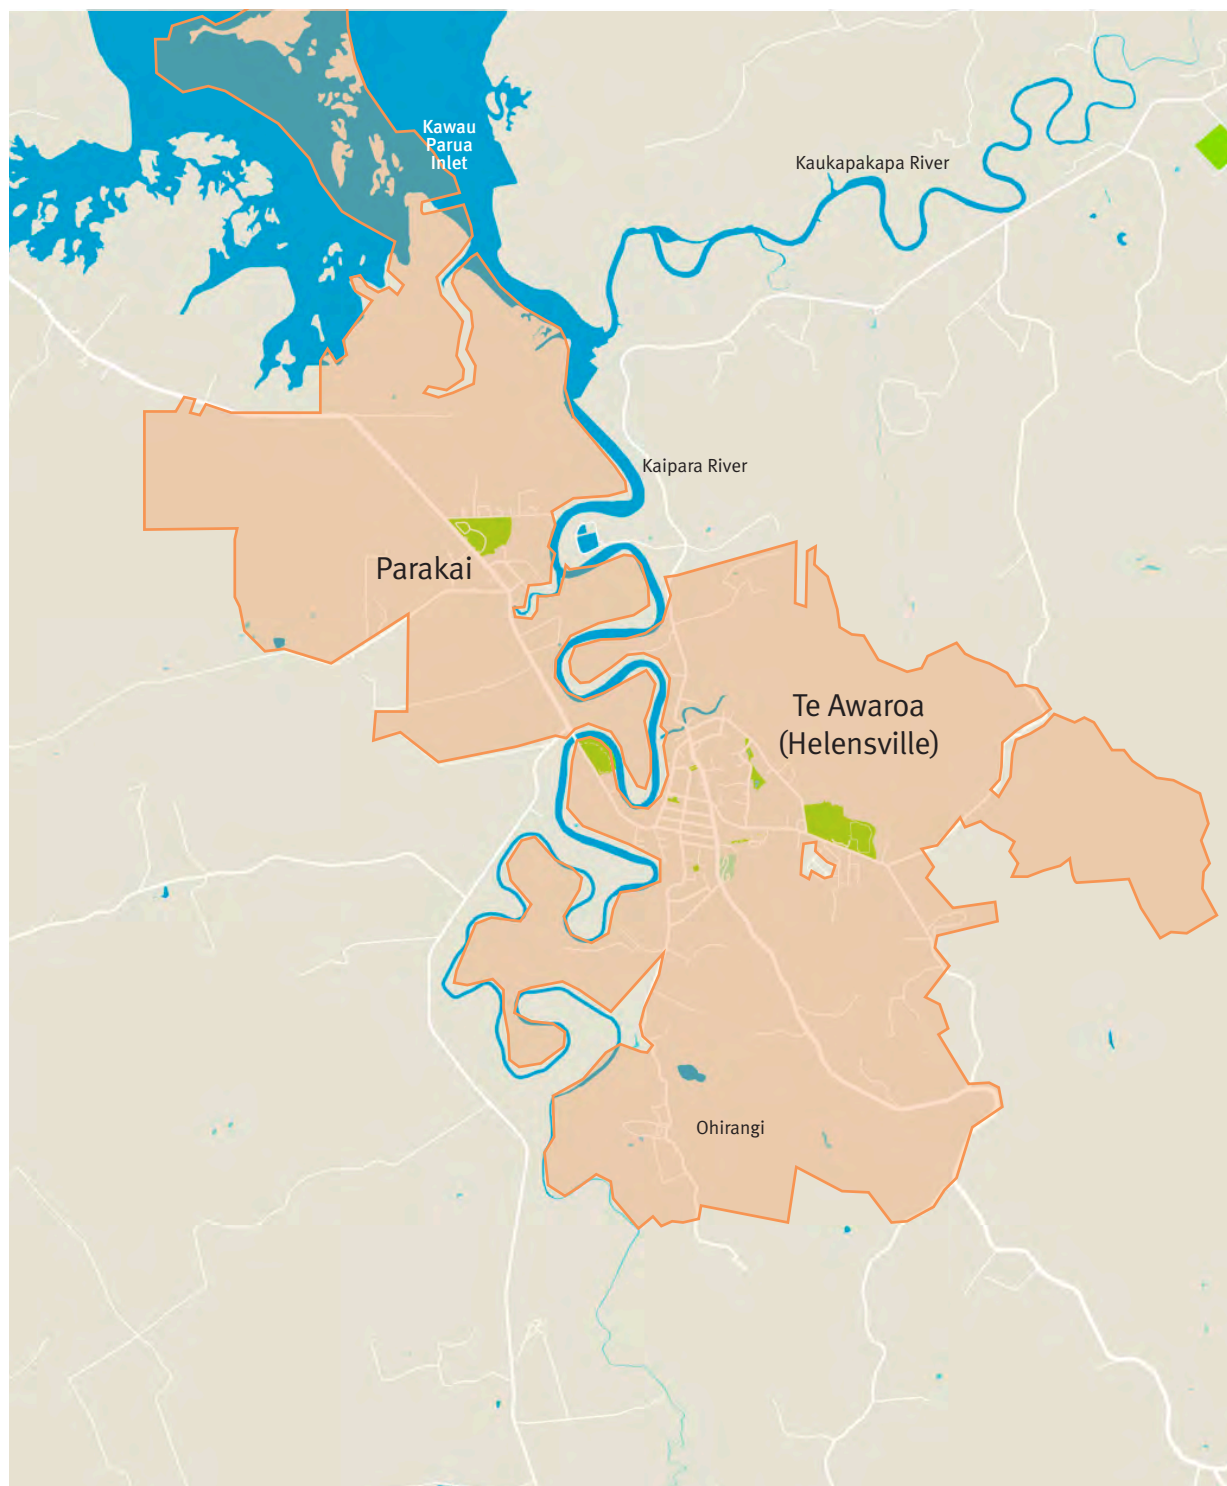 Kawau
Parua
Inlet
Kaukapakapa River
Kaipara River
Parakai
Te Awaroa
(Helensville)
Ohirangi